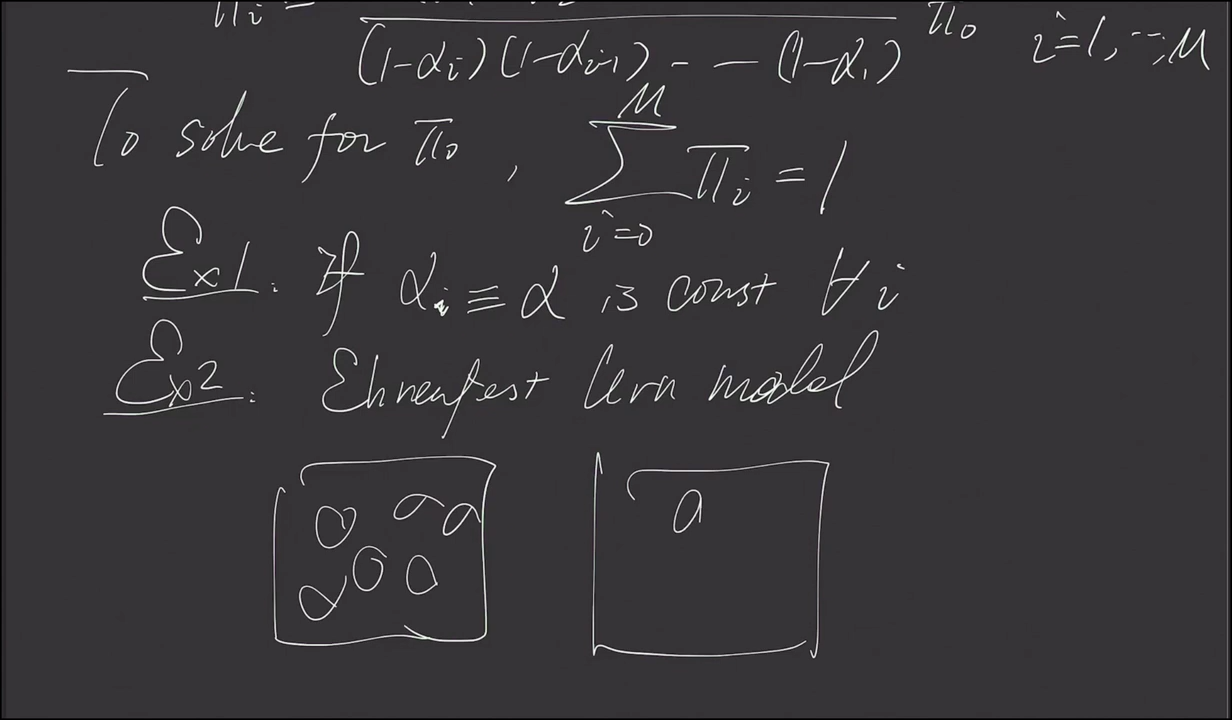 πi =
(1-αi)(1-αi-1) - - (1-α1) π0 i=1, --, M
To solve for π0, M∑i=0 πi = 1
Ex1: if αi ≡ α is const ∀ i
Ex2: Ehrenfest Urn model